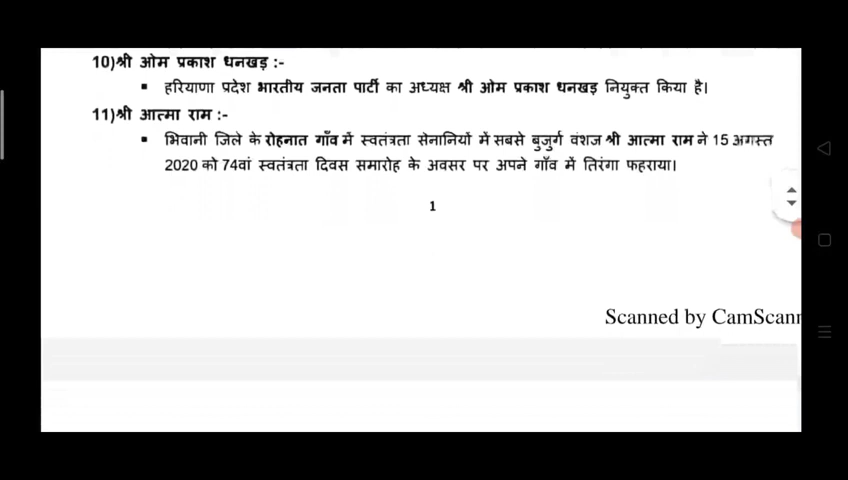 10)श्री ओम प्रकाश धनखड़ :-
▪ हरियाणा प्रदेश भारतीय जनता पार्टी का अध्यक्ष श्री ओम प्रकाश धनखड़ नियुक्त किया है।
11)श्री आत्मा राम :-
▪ भिवानी जिले के रोहनात गाँव में स्वतंत्रता सेनानियों में सबसे बुजुर्ग वंशज श्री आत्मा राम ने 15 अगस्त
2020 को 74वां स्वतंत्रता दिवस समारोह के अवसर पर अपने गाँव में तिरंगा फहराया।
1
Scanned by CamScann